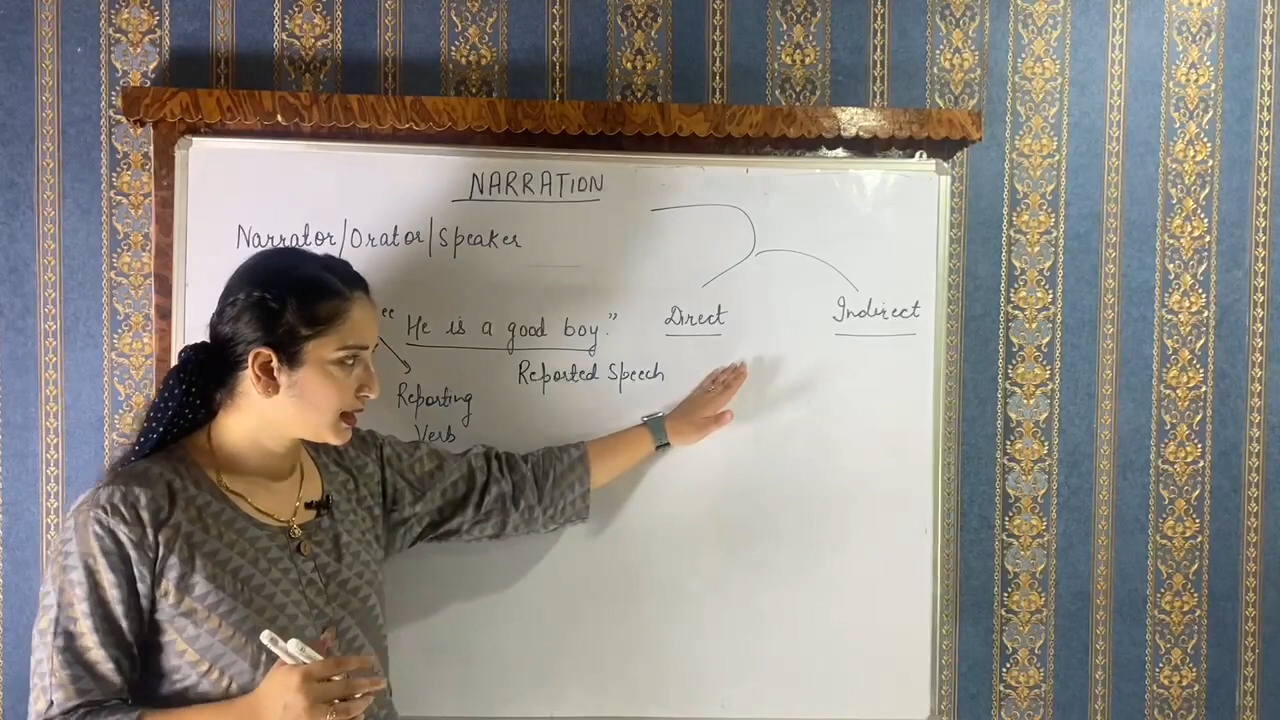 NARRATION
Narrator/Orator/Speaker
“He is a good boy.”
Reported Speech
Reporting
Verb
Direct
Indirect